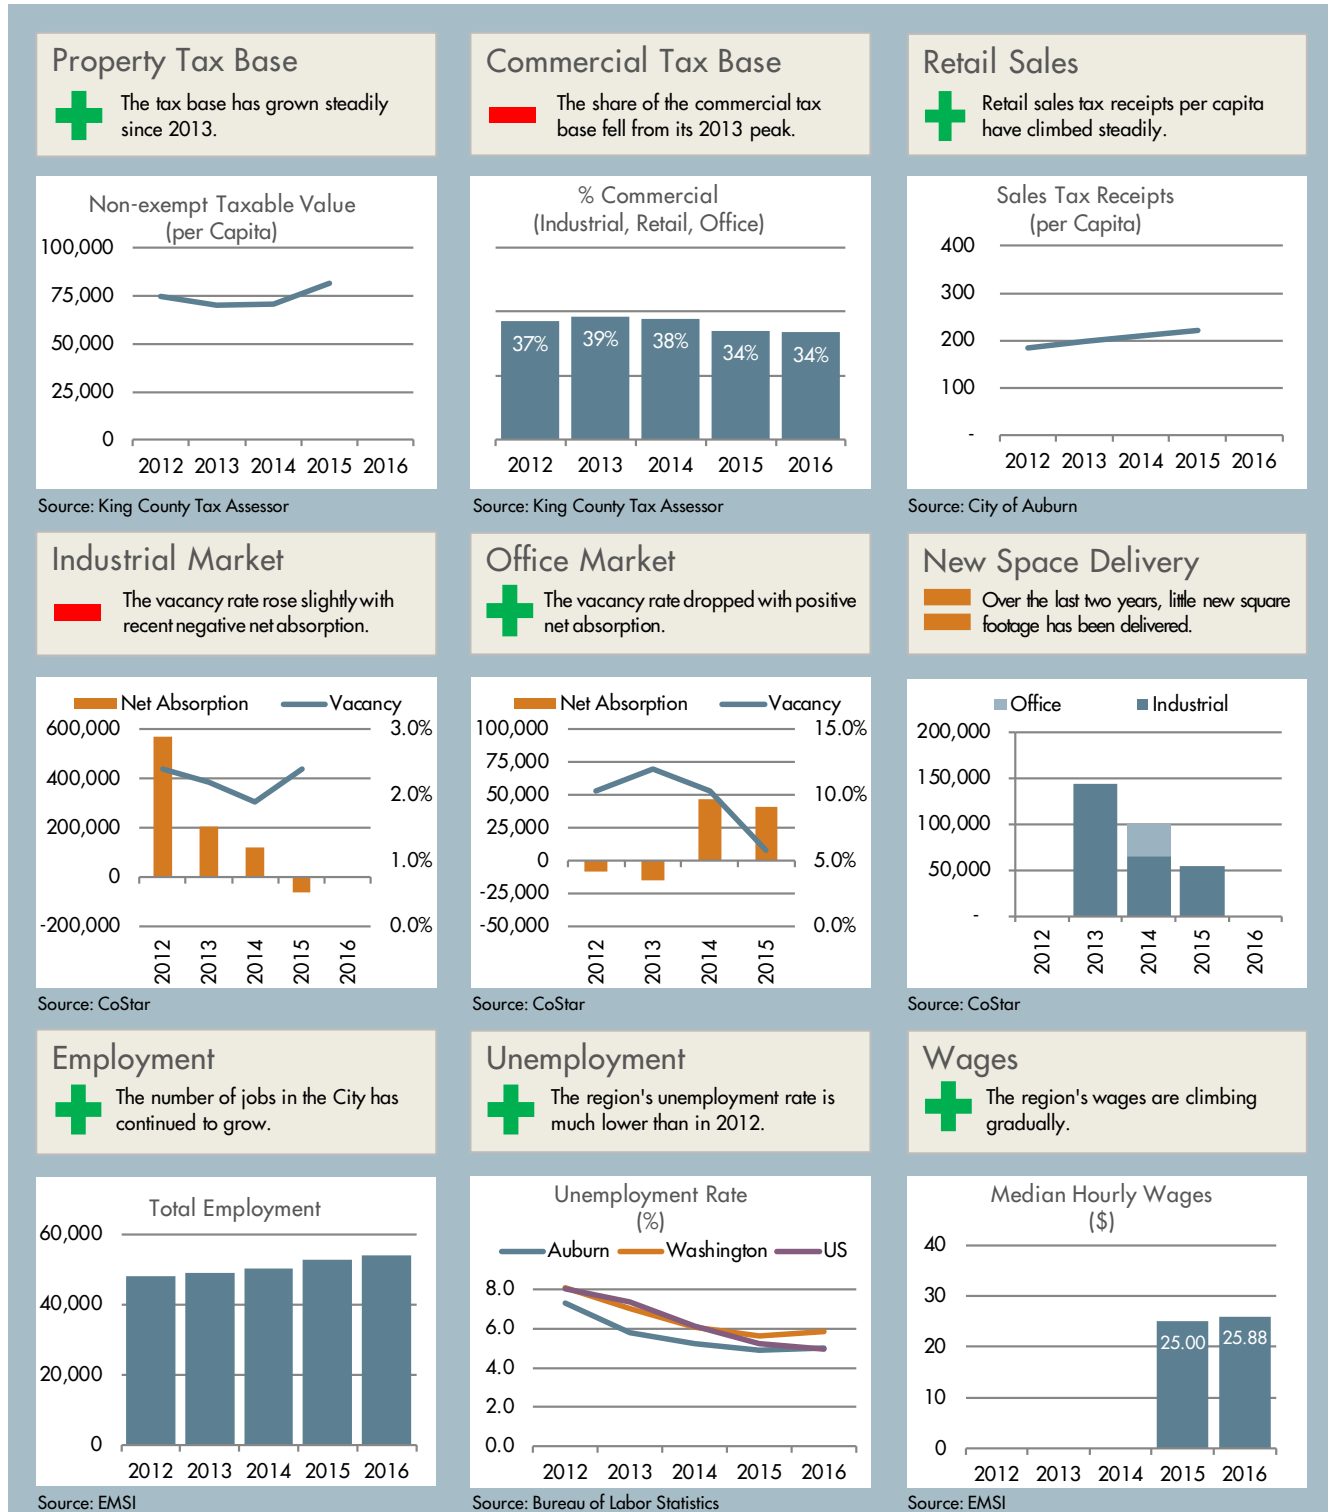 Property Tax Base
The tax base has grown steadily
since 2013.
Commercial Tax Base
The share of the commercial tax
base fell from its 2013 peak.
Retail Sales
Retail sales tax receipts per capita
have climbed steadily.
Non-exempt Taxable Value
(per Capita)
100,000
75,000
50,000
25,000
0
2012 2013 2014 2015 2016
Source: King County Tax Assessor
% Commercial
(Industrial, Retail, Office)
37% 39% 38% 34% 34%
2012 2013 2014 2015 2016
Source: King County Tax Assessor
Sales Tax Receipts
(per Capita)
400
300
200
100
-
2012 2013 2014 2015 2016
Source: City of Auburn
Industrial Market
The vacancy rate rose slightly with
recent negative net absorption.
Office Market
The vacancy rate dropped with positive
net absorption.
New Space Delivery
Over the last two years, little new square
footage has been delivered.
Net Absorption Vacancy
600,000 3.0%
400,000
2.0%
200,000
1.0%
0
-200,000 0.0%
2012 2013 2014 2015 2016
Source: CoStar
Net Absorption Vacancy
100,000 15.0%
75,000
50,000 10.0%
25,000
0 5.0%
-25,000
-50,000 0.0%
2012 2013 2014 2015
Source: CoStar
Office Industrial
200,000
150,000
100,000
50,000
-
2012 2013 2014 2015 2016
Source: CoStar
Employment
The number of jobs in the City has
continued to grow.
Unemployment
The region's unemployment rate is
much lower than in 2012.
Wages
The region's wages are climbing
gradually.
Total Employment
60,000
40,000
20,000
0
2012 2013 2014 2015 2016
Source: EMSI
Unemployment Rate
(%)
Auburn Washington US
8.0
6.0
4.0
2.0
0.0
2012 2013 2014 2015 2016
Source: Bureau of Labor Statistics
Median Hourly Wages
($)
40
30
20
10
0
25.00 25.88
2012 2013 2014 2015 2016
Source: EMSI